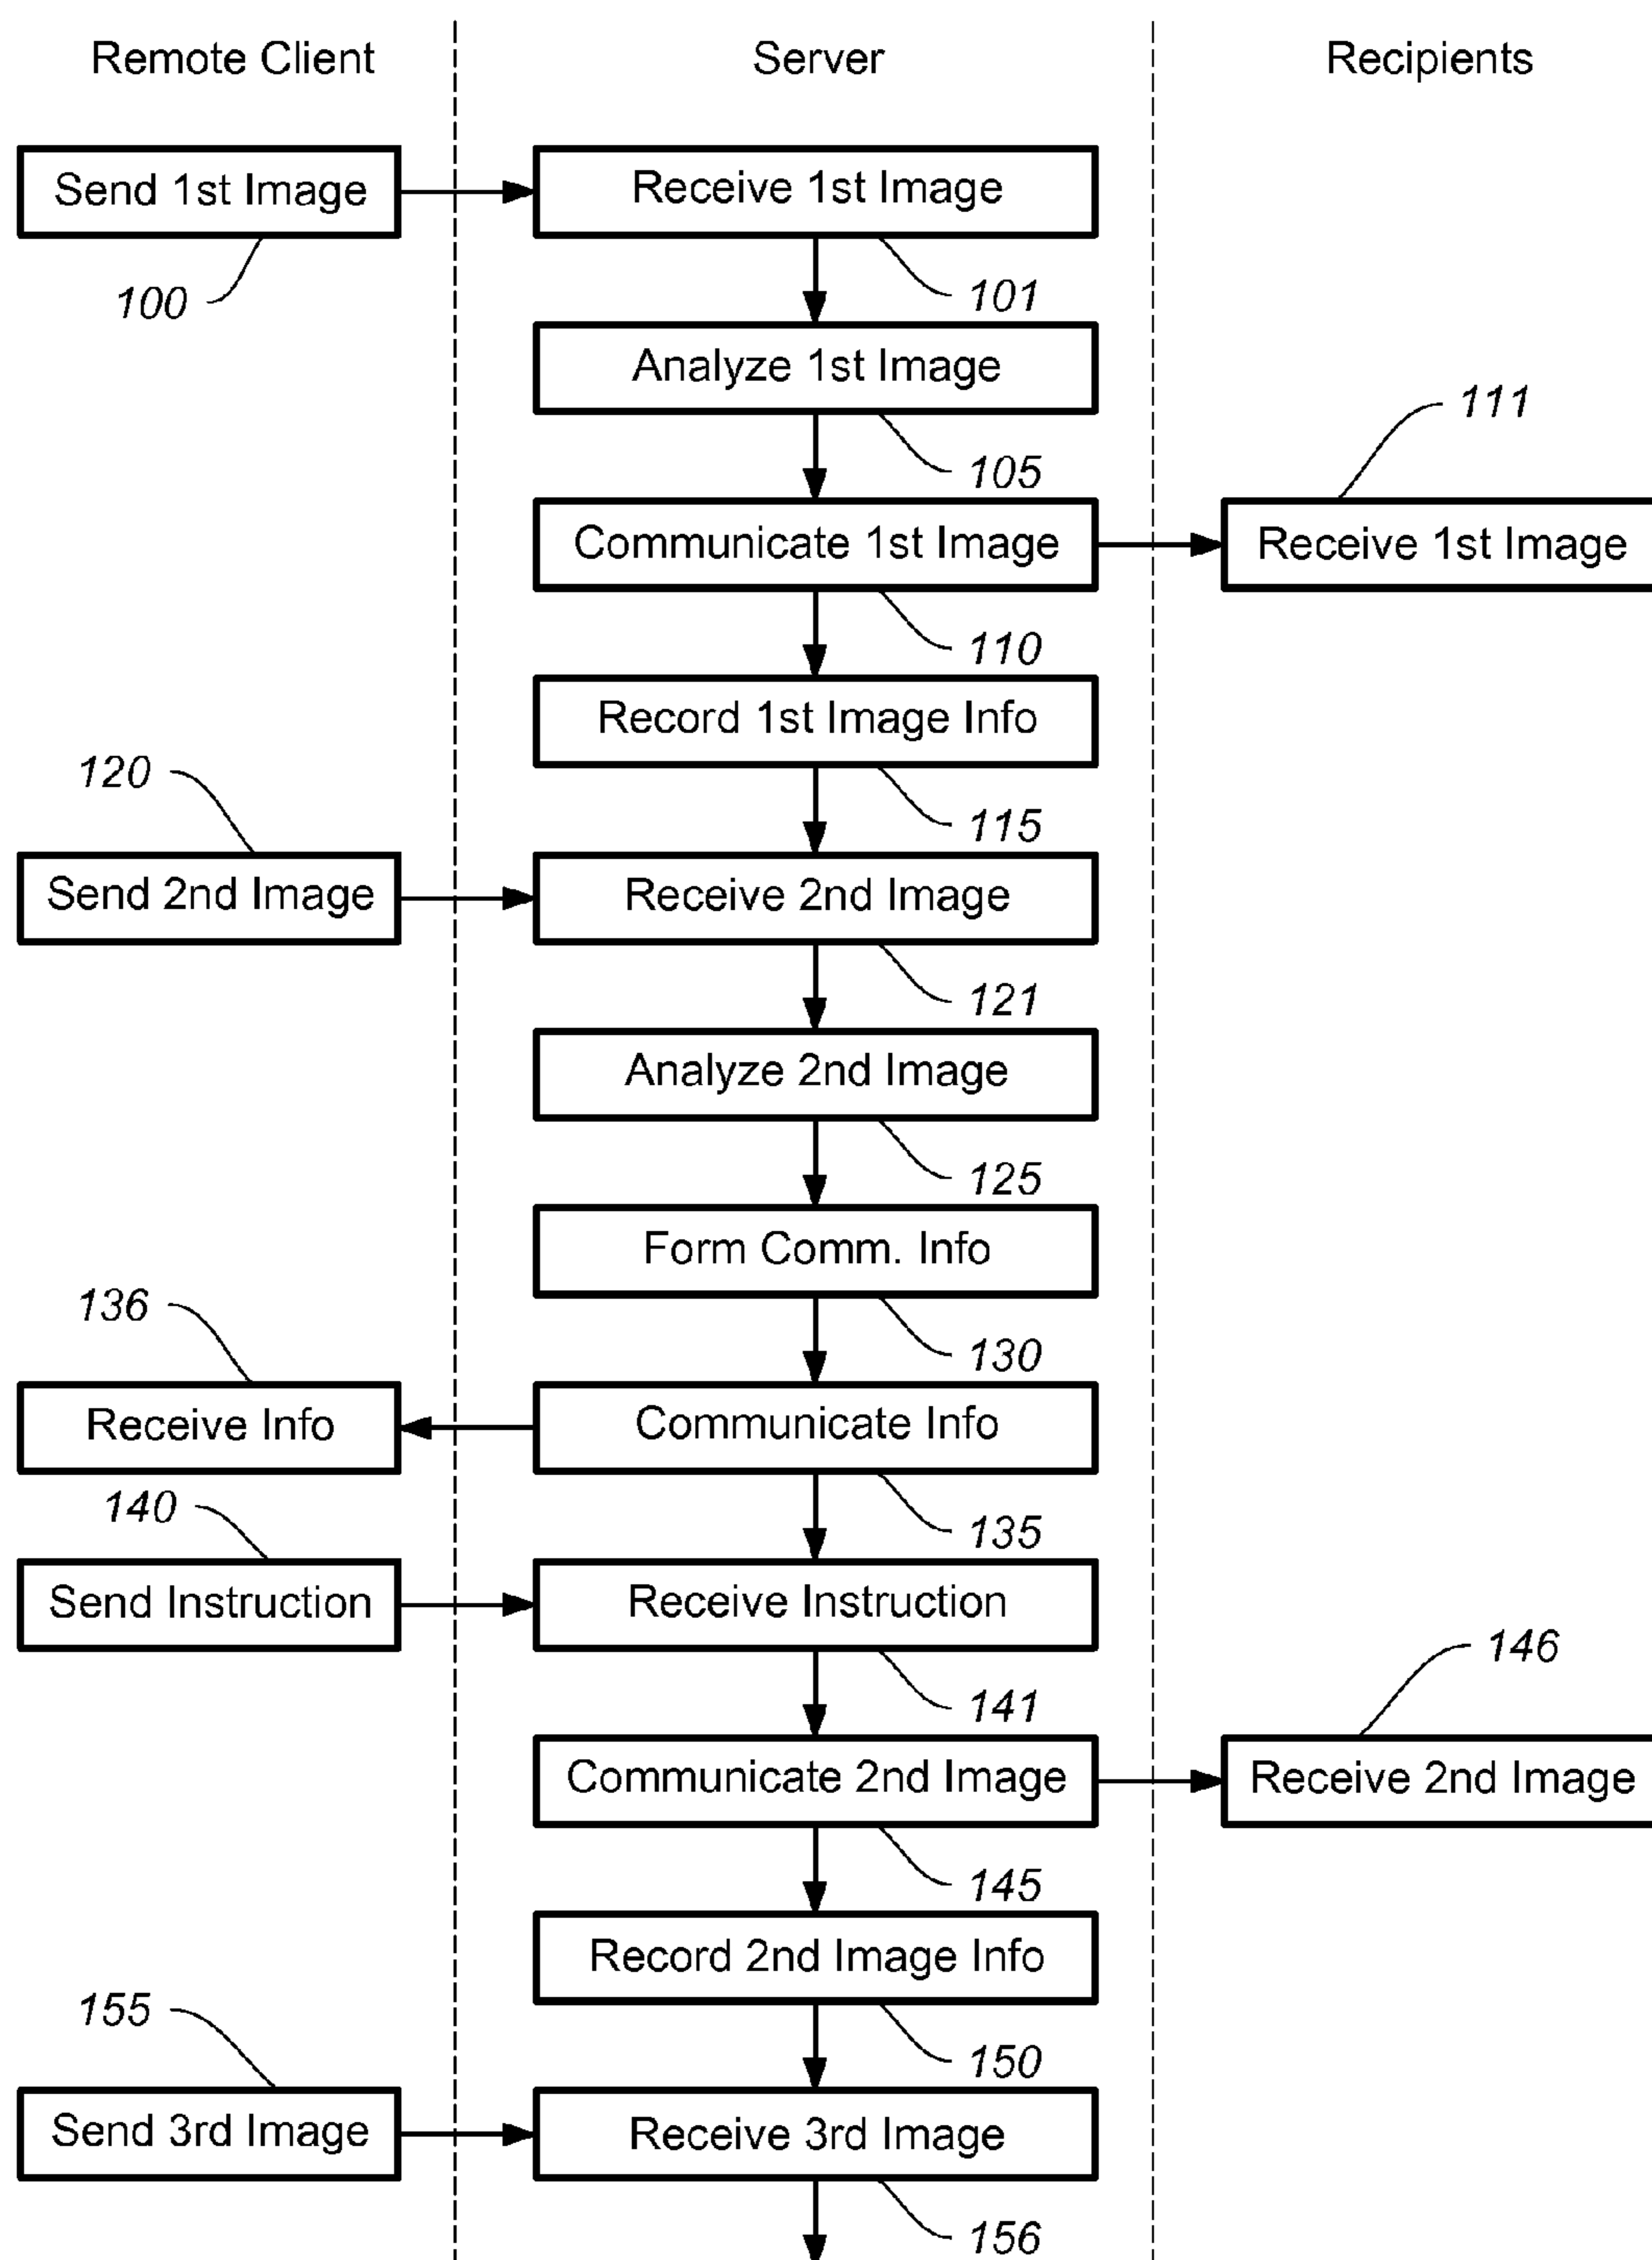 Remote Client
Server
Recipients
Send 1st Image
Receive 1st Image
100
101
Analyze 1st Image
111
105
Communicate 1st Image
Receive 1st Image
110
Record 1st Image Info
120
115
Send 2nd Image
Receive 2nd Image
121
Analyze 2nd Image
125
Form Comm. Info
136
130
Receive Info
Communicate Info
140
135
Send Instruction
Receive Instruction
146
141
Communicate 2nd Image
Receive 2nd Image
145
Record 2nd Image Info
155
150
Send 3rd Image
Receive 3rd Image
156